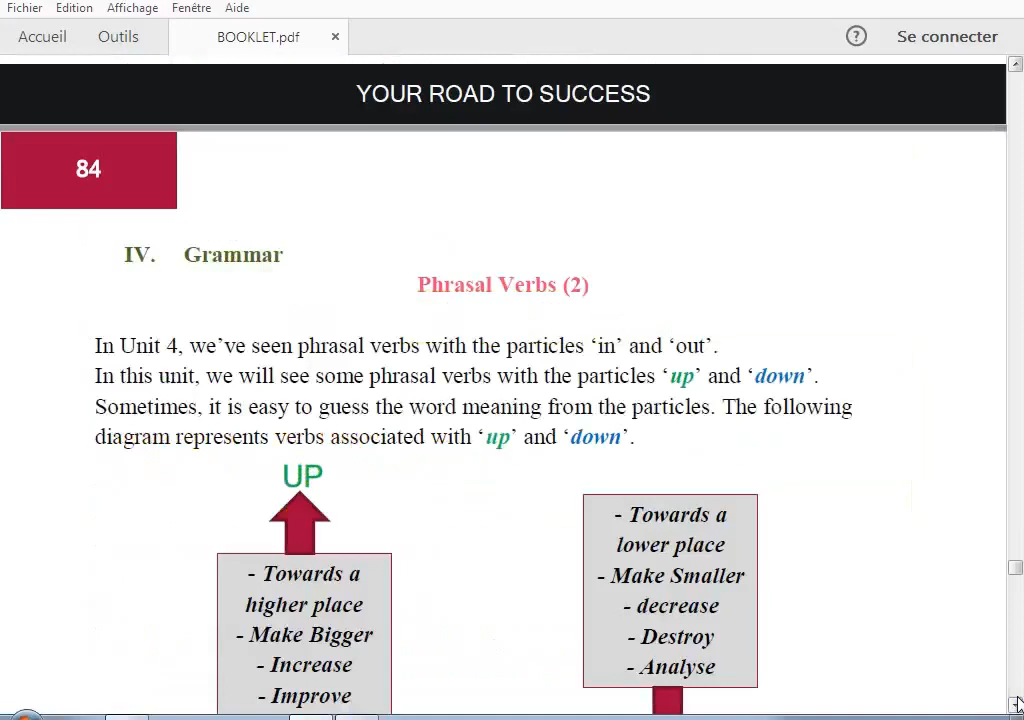 Fichier Edition Affichage Fenêtre Aide
Accueil Outils BOOKLET.pdf × ? Se connecter
YOUR ROAD TO SUCCESS
84
IV. Grammar
Phrasal Verbs (2)
In Unit 4, we’ve seen phrasal verbs with the particles ‘in’ and ‘out’.
In this unit, we will see some phrasal verbs with the particles ‘up’ and ‘down’.
Sometimes, it is easy to guess the word meaning from the particles. The following
diagram represents verbs associated with ‘up’ and ‘down’.
UP
- Towards a
higher place
- Make Bigger
- Increase
- Improve
- Towards a
lower place
- Make Smaller
- decrease
- Destroy
- Analyse